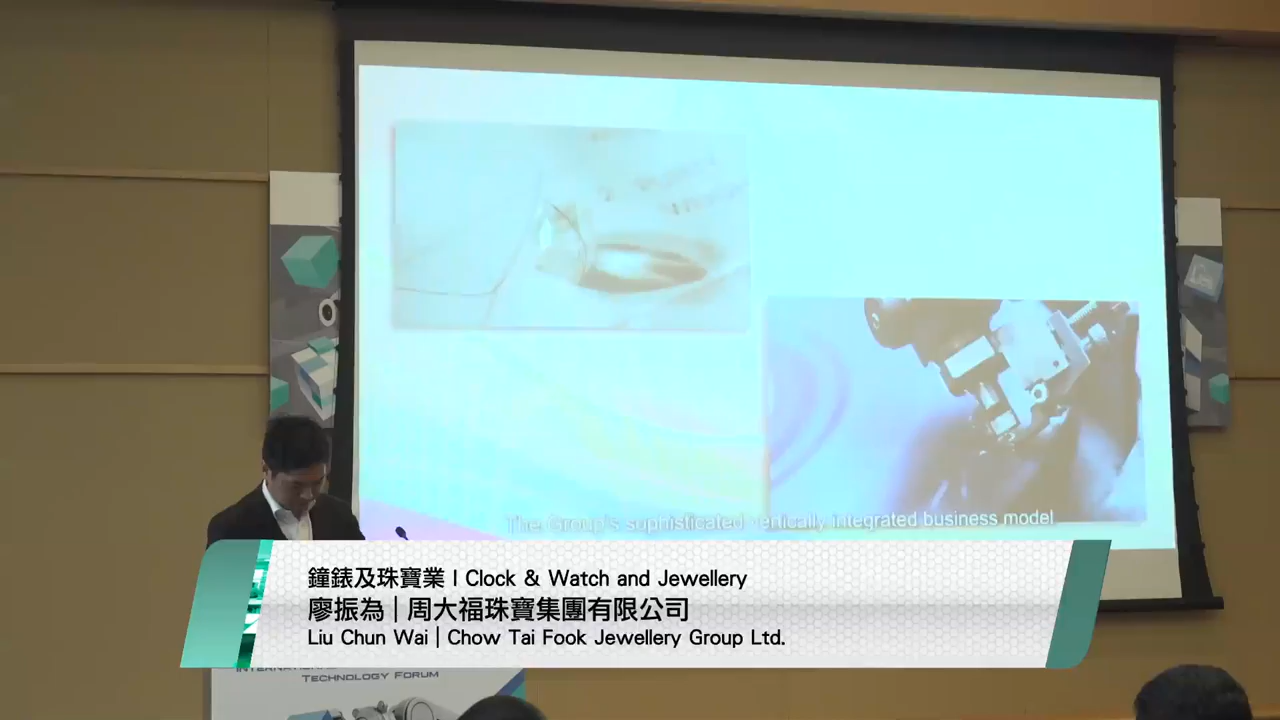 The Group's sophisticated vertically integrated business model
鐘錶及珠寶業 | Clock & Watch and Jewellery
廖振為 | 周大福珠寶集團有限公司
Liu Chun Wai | Chow Tai Fook Jewellery Group Ltd.
INTERNATIONAL
TECHNOLOGY FORUM